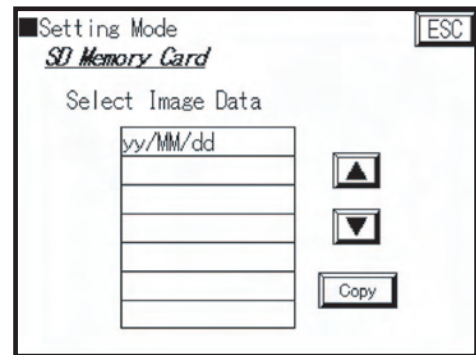 ■Setting Mode
ESC
SD Memory Card
Select Image Data
yy/MM/dd
▲
▼
Copy